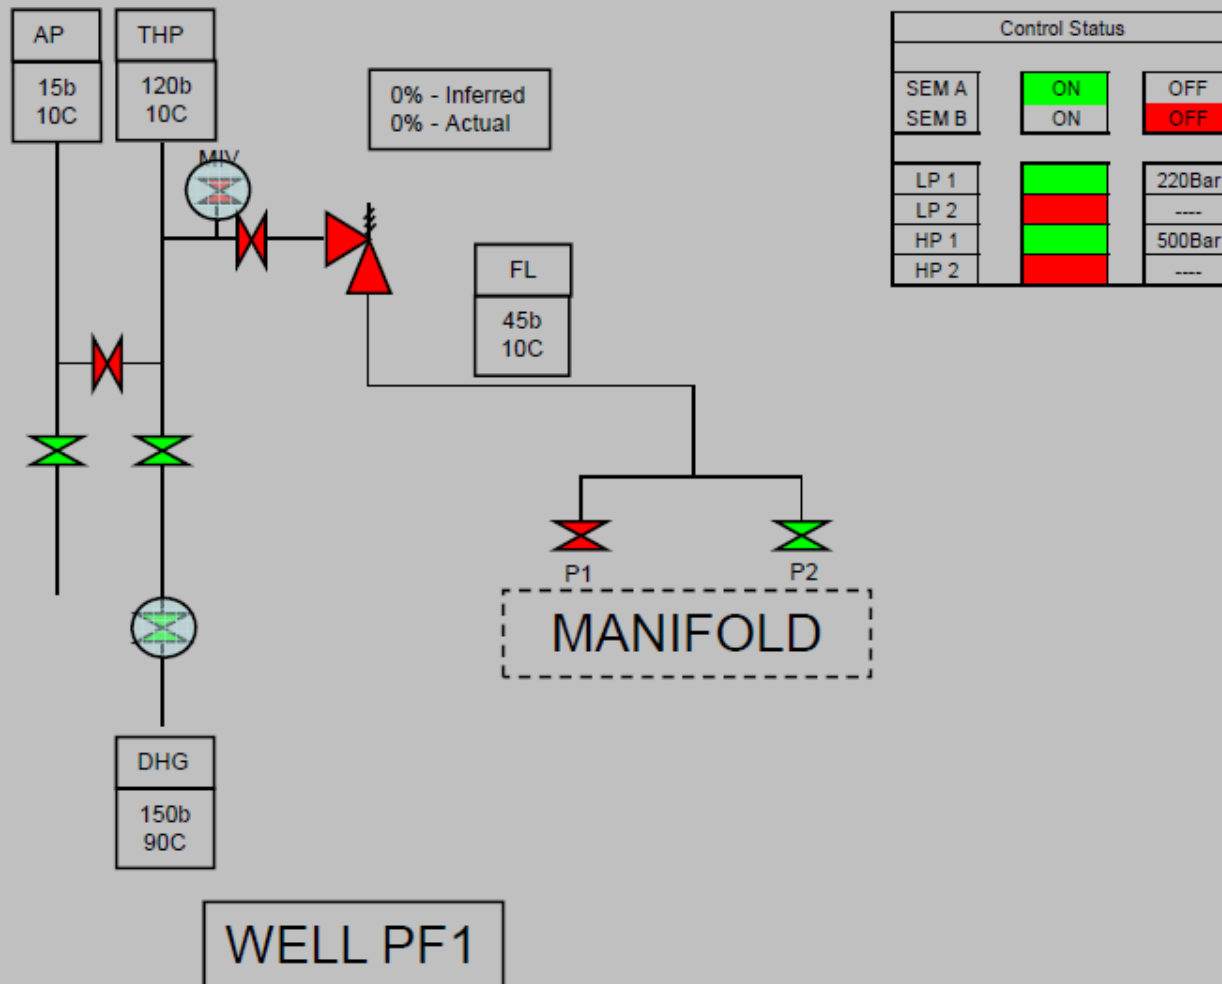 AP
15b
10C
THP
120b
10C
0% - Inferred
0% - Actual
MIV
FL
45b
10C
P1
P2
MANIFOLD
DHG
150b
90C
WELL PF1
Control Status
SEM A ON OFF
SEM B ON OFF
LP 1 220Bar
LP 2 ----
HP 1 500Bar
HP 2 ----